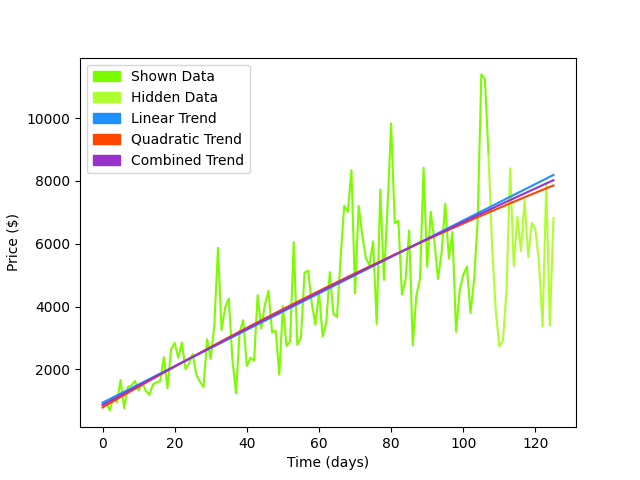 Shown Data
Hidden Data
Linear Trend
Quadratic Trend
Combined Trend
10000
8000
6000
4000
2000
Price ($)
0 20 40 60 80 100 120
Time (days)